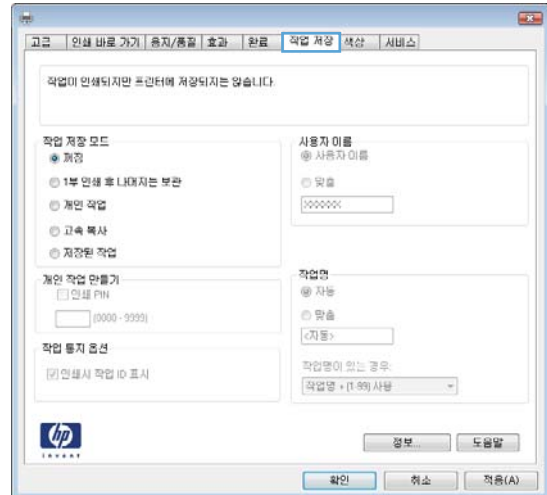 고급 인쇄 바로 가기 용지/품질 효과 완료 작업 저장 색상 서비스
작업이 인쇄되지만 프린터에 저장되지는 않습니다.
작업 저장 모드
꺼짐
1부 인쇄 후 나머지는 보관
개인 작업
고속 복사
저장된 작업
사용자 이름
사용자 이름
맞춤
XXXXXX
개인 작업 만들기
인쇄 PIN
(0000 - 9999)
작업명
자동
맞춤
<자동>
작업명이 있는 경우:
작업명 + (1-99) 사용
작업 통지 옵션
인쇄시 작업 ID 표시
hp
invent
정보... 도움말
확인 취소 적용(A)